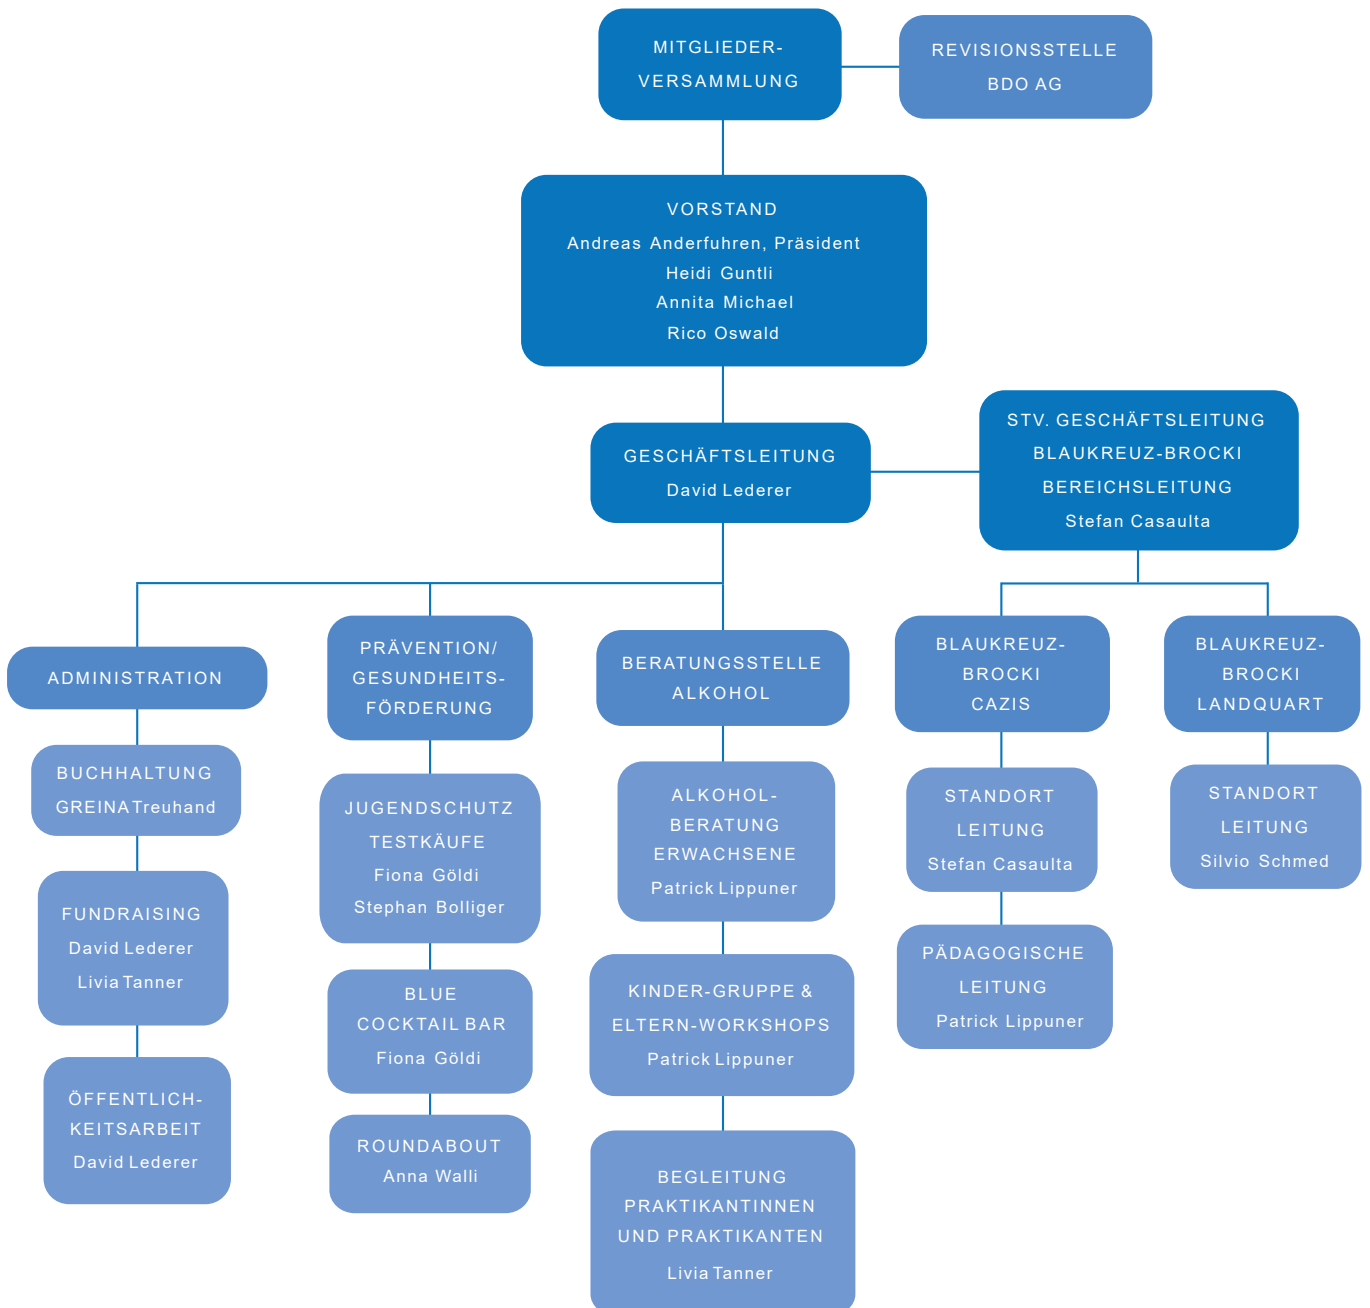 MITGLIEDER-
VERSAMMLUNG
REVISIONSSTELLE
BDO AG
VORSTAND
Andreas Anderfuhren, Präsident
Heidi Guntli
Annita Michael
Rico Oswald
GESCHÄFTSLEITUNG
David Lederer
STV. GESCHÄFTSLEITUNG
BLAUKREUZ-BROCKI
BEREICHSLEITUNG
Stefan Casaulta
ADMINISTRATION
BUCHHALTUNG
GREINA Treuhand
FUNDRAISING
David Lederer
Livia Tanner
ÖFFENTLICH-
KEITSARBEIT
David Lederer
PRÄVENTION/
GESUNDHEITS-
FÖRDERUNG
JUGENDSCHUTZ
TESTKÄUFE
Fiona Göldi
Stephan Bolliger
BLUE
COCKTAIL BAR
Fiona Göldi
ROUNDABOUT
Anna Walli
BERATUNGSSTELLE
ALKOHOL
ALKOHOL-
BERATUNG
ERWACHSENE
Patrick Lippuner
KINDER-GRUPPE &
ELTERN-WORKSHOPS
Patrick Lippuner
BEGLEITUNG
PRAKTIKANTINNEN
UND PRAKTIKANTEN
Livia Tanner
BLAUKREUZ-
BROCKI
CAZIS
STANDORT
LEITUNG
Stefan Casaulta
PÄDAGOGISCHE
LEITUNG
Patrick Lippuner
BLAUKREUZ-
BROCKI
LANDQUART
STANDORT
LEITUNG
Silvio Schmed